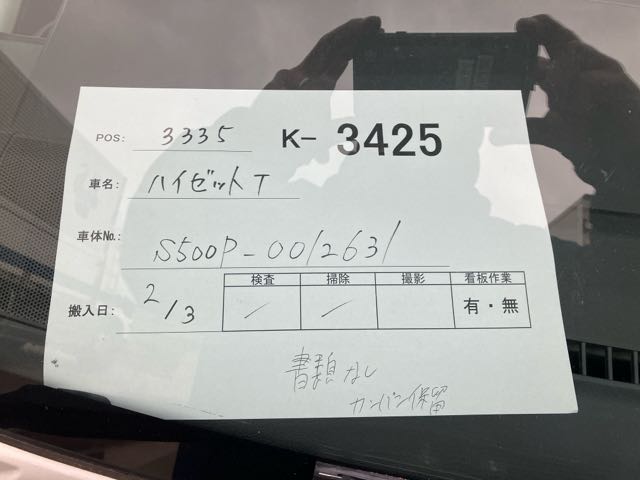 POS: 3335 K- 3425
車名: ハイゼットT
車体No.: S500P-0012631
搬入日: 2/3
検査 掃除 撮影 看板作業
／ ／ 有・無
書類なし
カンバン保留